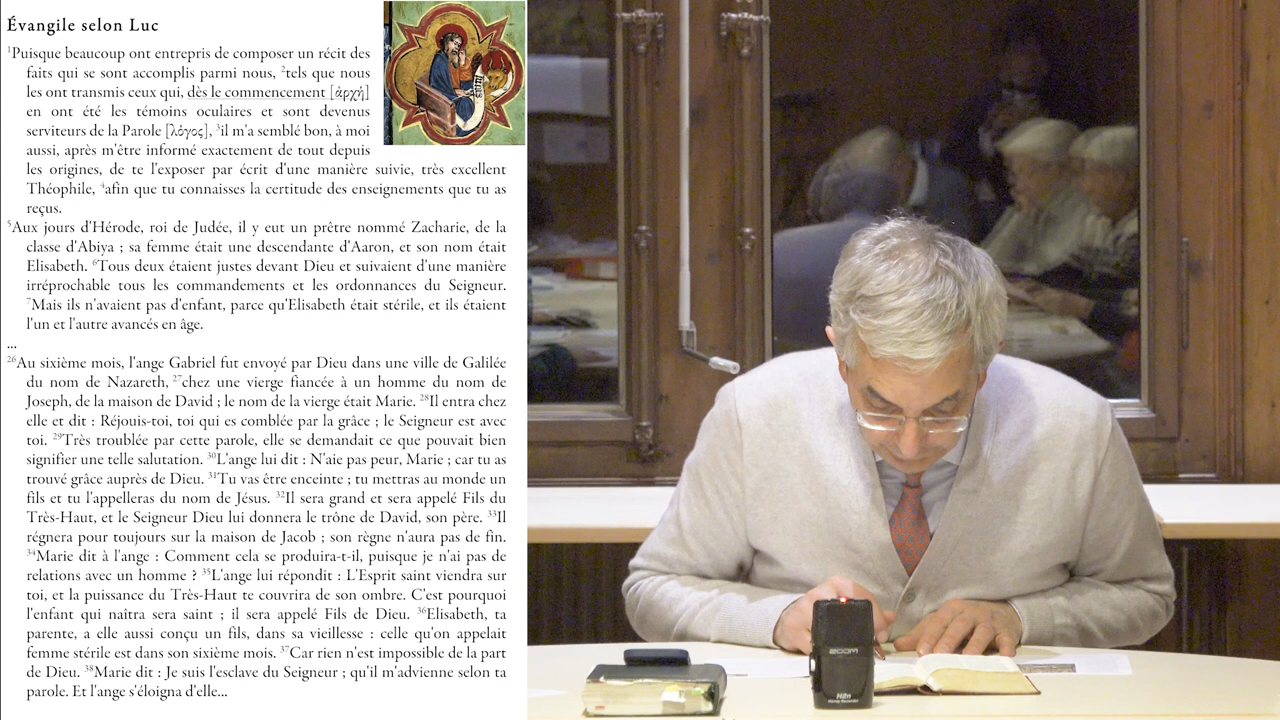 Évangile selon Luc
¹Puisque beaucoup ont entrepris de composer un récit des
faits qui se sont accomplis parmi nous, ²tels que nous
les ont transmis ceux qui, dès le commencement [ἀρχή]
en ont été les témoins oculaires et sont devenus
serviteurs de la Parole [λόγος], ³il m'a semblé bon, à moi
aussi, après m'être informé exactement de tout depuis
les origines, de te l'exposer par écrit d'une manière suivie, très excellent
Théophile, ⁴afin que tu connaisses la certitude des enseignements que tu as
reçus.
⁵Aux jours d'Hérode, roi de Judée, il y eut un prêtre nommé Zacharie, de la
classe d'Abiya ; sa femme était une descendante d'Aaron, et son nom était
Elisabeth. ⁶Tous deux étaient justes devant Dieu et suivaient d'une manière
irréprochable tous les commandements et les ordonnances du Seigneur.
⁷Mais ils n'avaient pas d'enfant, parce qu'Elisabeth était stérile, et ils étaient
l'un et l'autre avancés en âge.
...
²⁶Au sixième mois, l'ange Gabriel fut envoyé par Dieu dans une ville de Galilée
du nom de Nazareth, ²⁷chez une vierge fiancée à un homme du nom de
Joseph, de la maison de David ; le nom de la vierge était Marie. ²⁸Il entra chez
elle et dit : Réjouis-toi, toi qui es comblée par la grâce ; le Seigneur est avec
toi. ²⁹Très troublée par cette parole, elle se demandait ce que pouvait bien
signifier une telle salutation. ³⁰L'ange lui dit : N'aie pas peur, Marie ; car tu as
trouvé grâce auprès de Dieu. ³¹Tu vas être enceinte ; tu mettras au monde un
fils et tu l'appelleras du nom de Jésus. ³²Il sera grand et sera appelé Fils du
Très-Haut, et le Seigneur Dieu lui donnera le trône de David, son père. ³³Il
régnera pour toujours sur la maison de Jacob ; son règne n'aura pas de fin.
³⁴Marie dit à l'ange : Comment cela se produira-t-il, puisque je n'ai pas de
relations avec un homme ? ³⁵L'ange lui répondit : L'Esprit saint viendra sur
toi, et la puissance du Très-Haut te couvrira de son ombre. C'est pourquoi
l'enfant qui naîtra sera saint ; il sera appelé Fils de Dieu. ³⁶Elisabeth, ta
parente, a elle aussi conçu un fils, dans sa vieillesse : celle qu'on appelait
femme stérile est dans son sixième mois. ³⁷Car rien n'est impossible de la part
de Dieu. ³⁸Marie dit : Je suis l'esclave du Seigneur ; qu'il m'advienne selon ta
parole. Et l'ange s'éloigna d'elle...
ZOOM
H2n
Handy Recorder